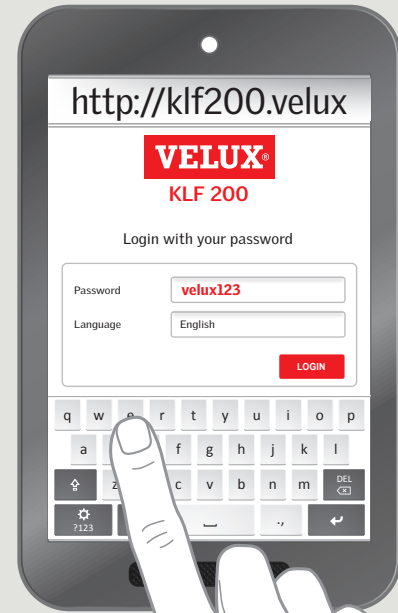 http://klf200.velux
VELUX®
KLF 200
Login with your password
Password velux123
Language English
LOGIN
q w e r t y u i o p
a f g h j k l
z c v b n m DEL
?123 .,